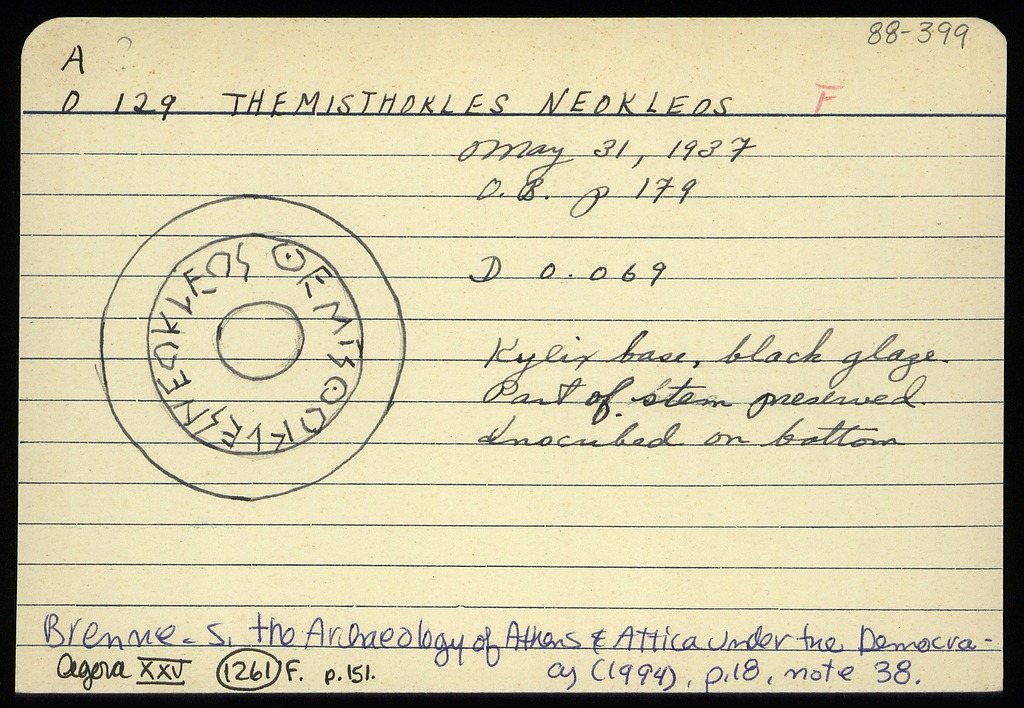 88-399
A
O 129 THEMISTHOKLES NEOKLEOS F
May 31, 1937
O.B. p 179
ΘEMIΣΘOKLEΣ NEOKLEOΣ
D 0.069
Kylix base, black glaze.
Part of stem preserved.
Inscribed on bottom
Brenne S. the Archaeology of Athens & Attica under the Democra-
cy (1994), p.18, note 38.
Agora XXV 1261 F. p.151.